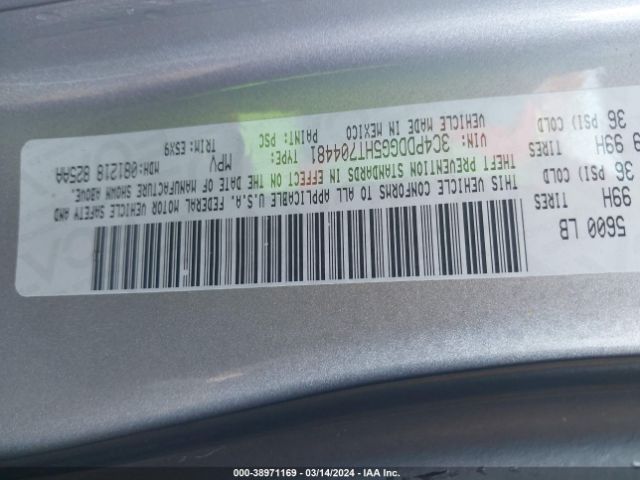 5600 LB
TIRES
99H
36 PSI) COLD
TIRES
99H
36 PSI) COLD
THIS VEHICLE CONFORMS TO ALL APPLICABLE U.S.A. FEDERAL MOTOR VEHICLE SAFETY AND
THEFT PREVENTION STANDARDS IN EFFECT ON THE DATE OF MANUFACTURE SHOWN ABOVE.
VIN: 3C4PDDGG5HT704481 TYPE: MPV MDH:081218 825AA
VEHICLE MADE IN MEXICO PAINT: PSC TRIM: E5X9
000-38971169 - 03/14/2024 - IAA Inc.